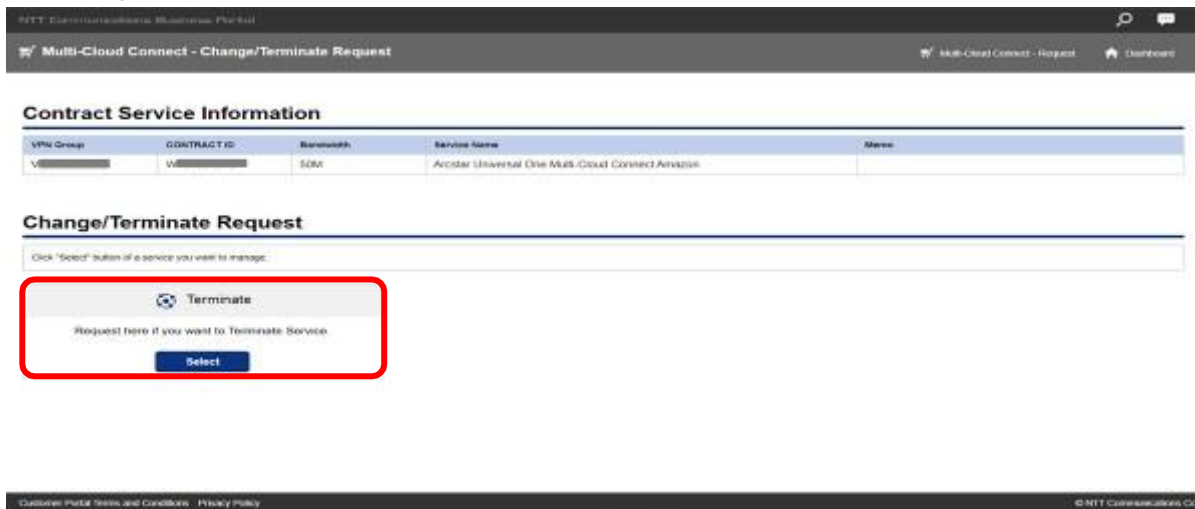 NTT Communications Business Portal
Multi-Cloud Connect - Change/Terminate Request
Multi-Cloud Connect - Request
Dashboard
Contract Service Information
VPN Group CONTRACT ID Bandwidth Service Name Memo
V W 50M Arcstar Universal One Multi-Cloud Connect Amazon
Change/Terminate Request
Click "Select" button of a service you want to manage.
Terminate
Request here if you want to Terminate Service
Select
Customer Portal Terms and Conditions Privacy Policy
© NTT Communications